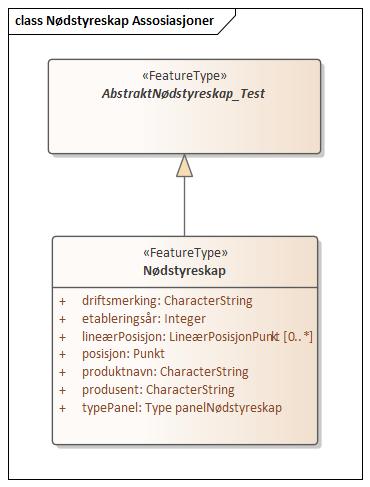 class Nødstyreskap Assosiasjoner
«FeatureType»
AbstraktNødstyreskap_Test
«FeatureType»
Nødstyreskap
+ driftsmerking: CharacterString
+ etableringsår: Integer
+ lineærPosisjon: LineærPosisjonPunkt [0..*]
+ posisjon: Punkt
+ produktnavn: CharacterString
+ produsent: CharacterString
+ typePanel: Type panelNødstyreskap